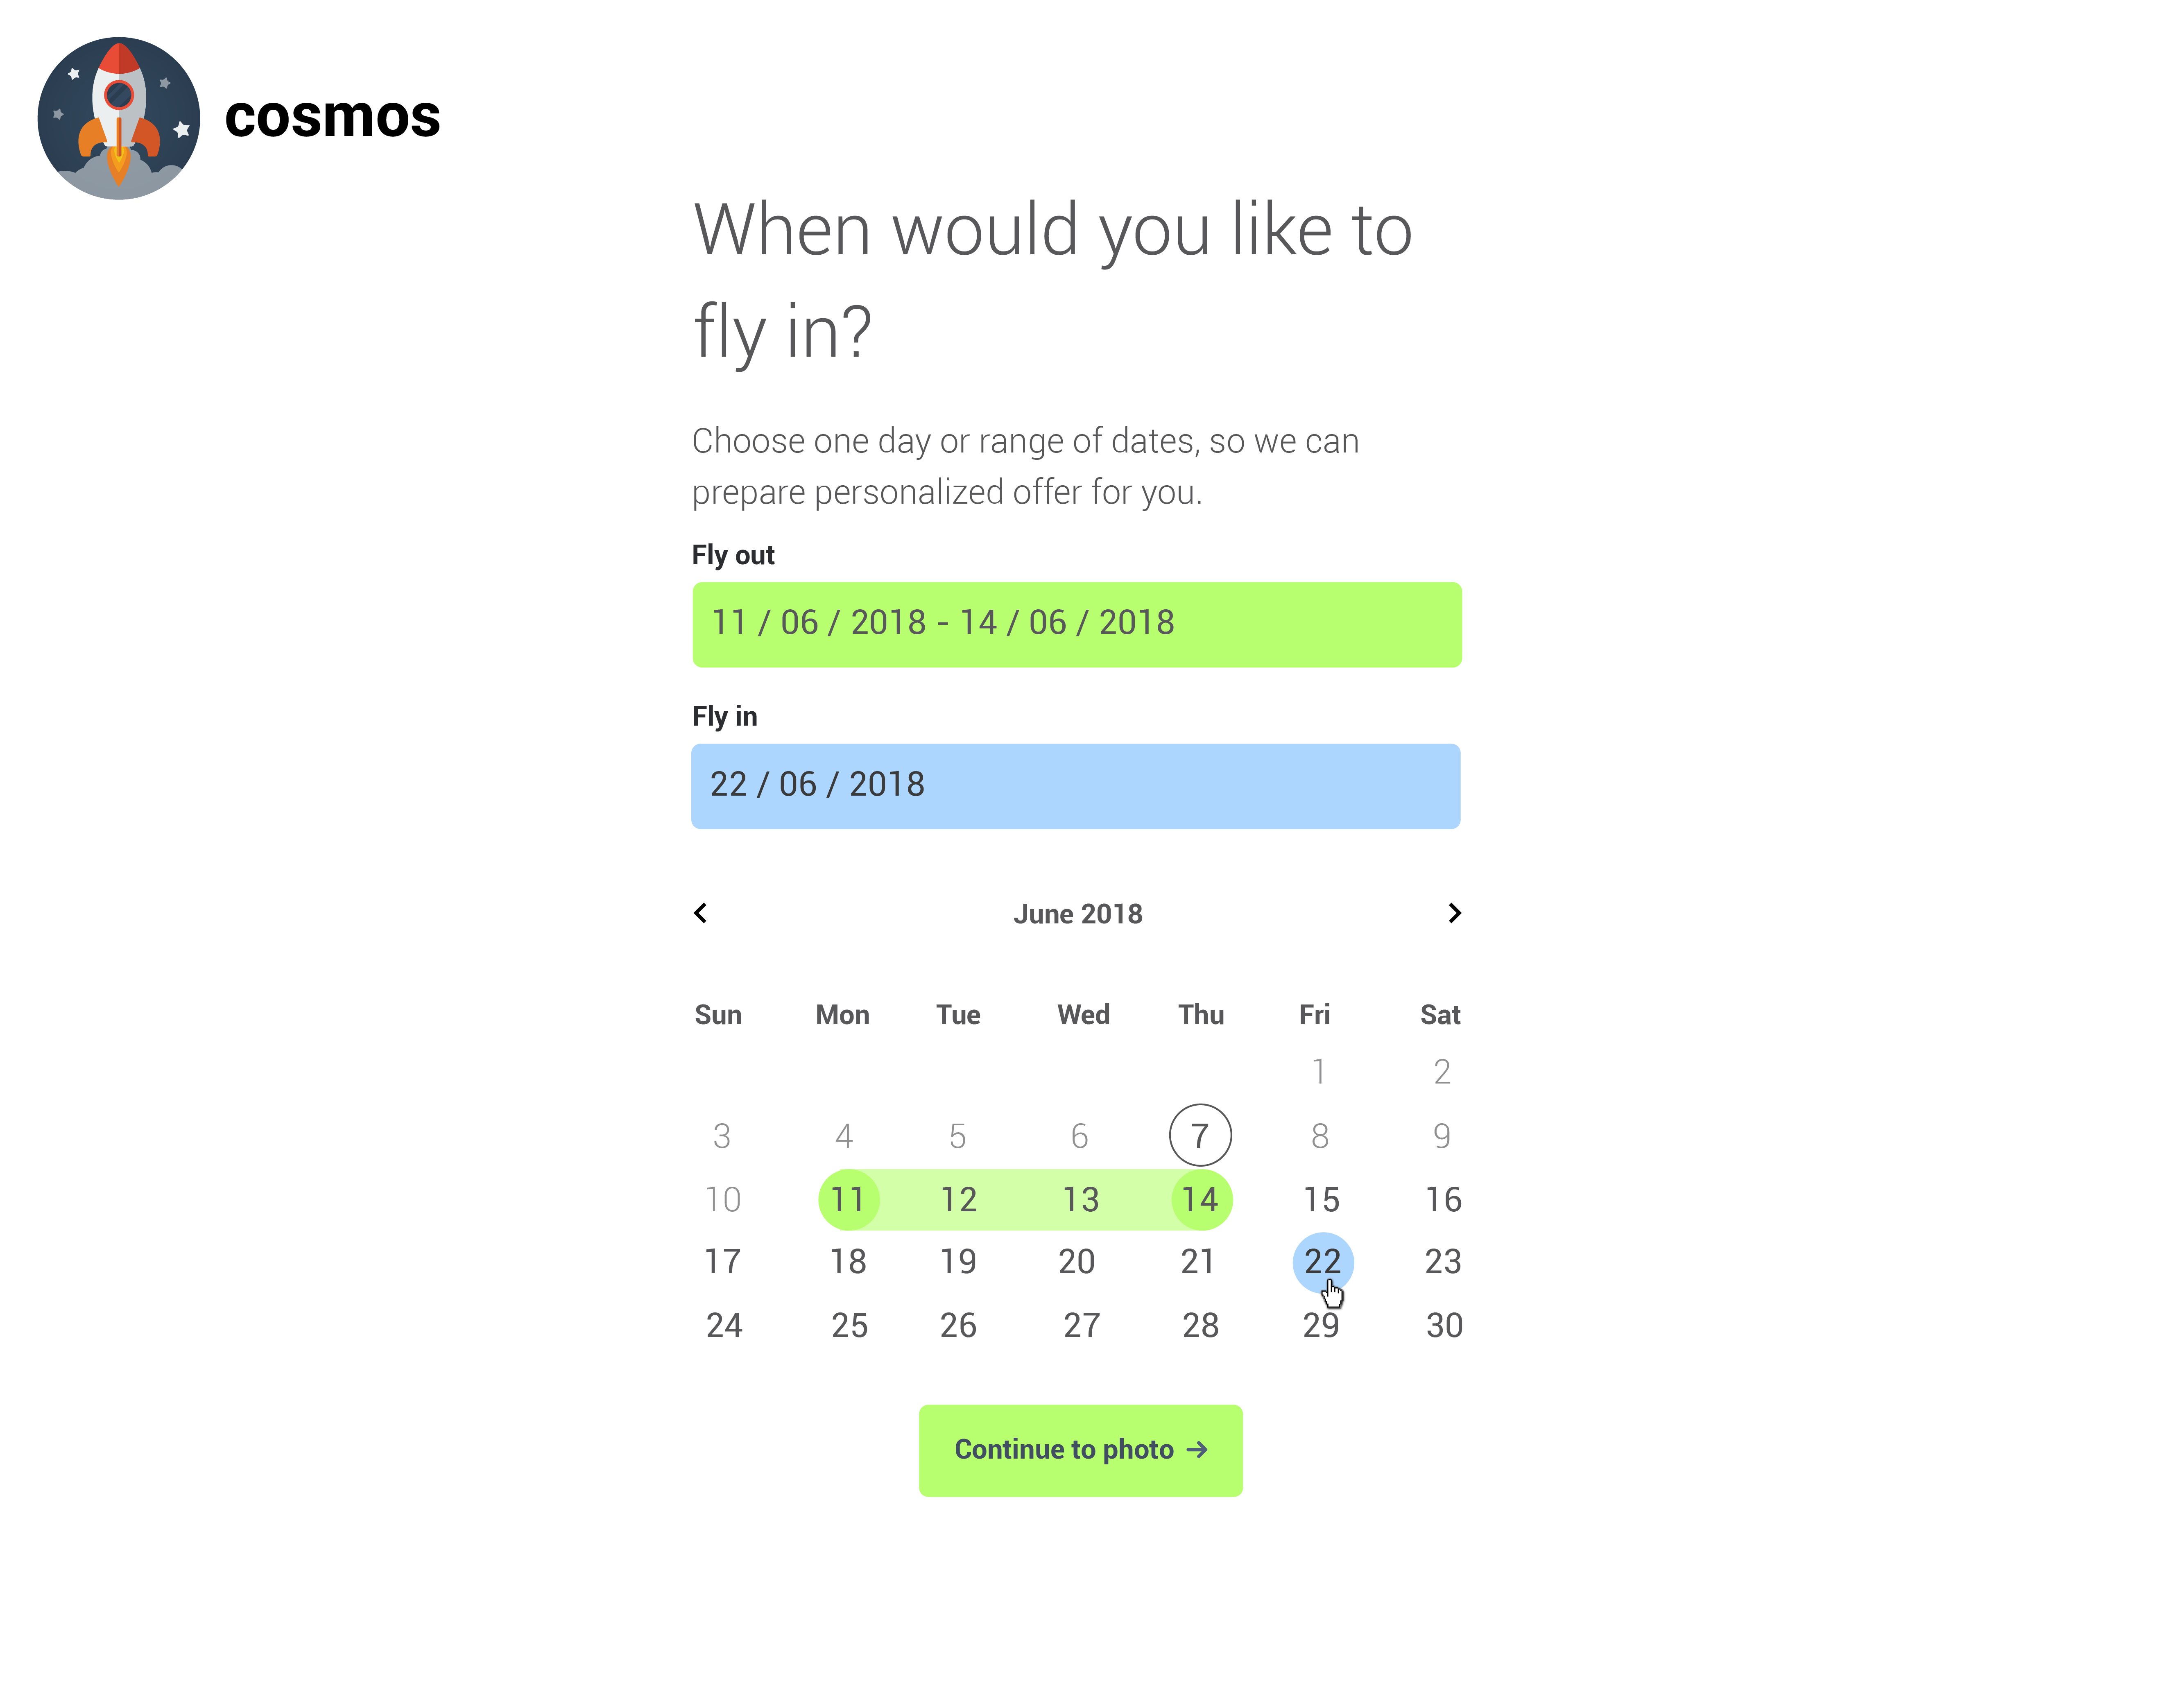 cosmos
When would you like to
fly in?
Choose one day or range of dates, so we can
prepare personalized offer for you.
Fly out
11 / 06 / 2018 - 14 / 06 / 2018
Fly in
22 / 06 / 2018
June 2018
Sun Mon Tue Wed Thu Fri Sat
1 2
3 4 5 6 7 8 9
10 11 12 13 14 15 16
17 18 19 20 21 22 23
24 25 26 27 28 29 30
Continue to photo →